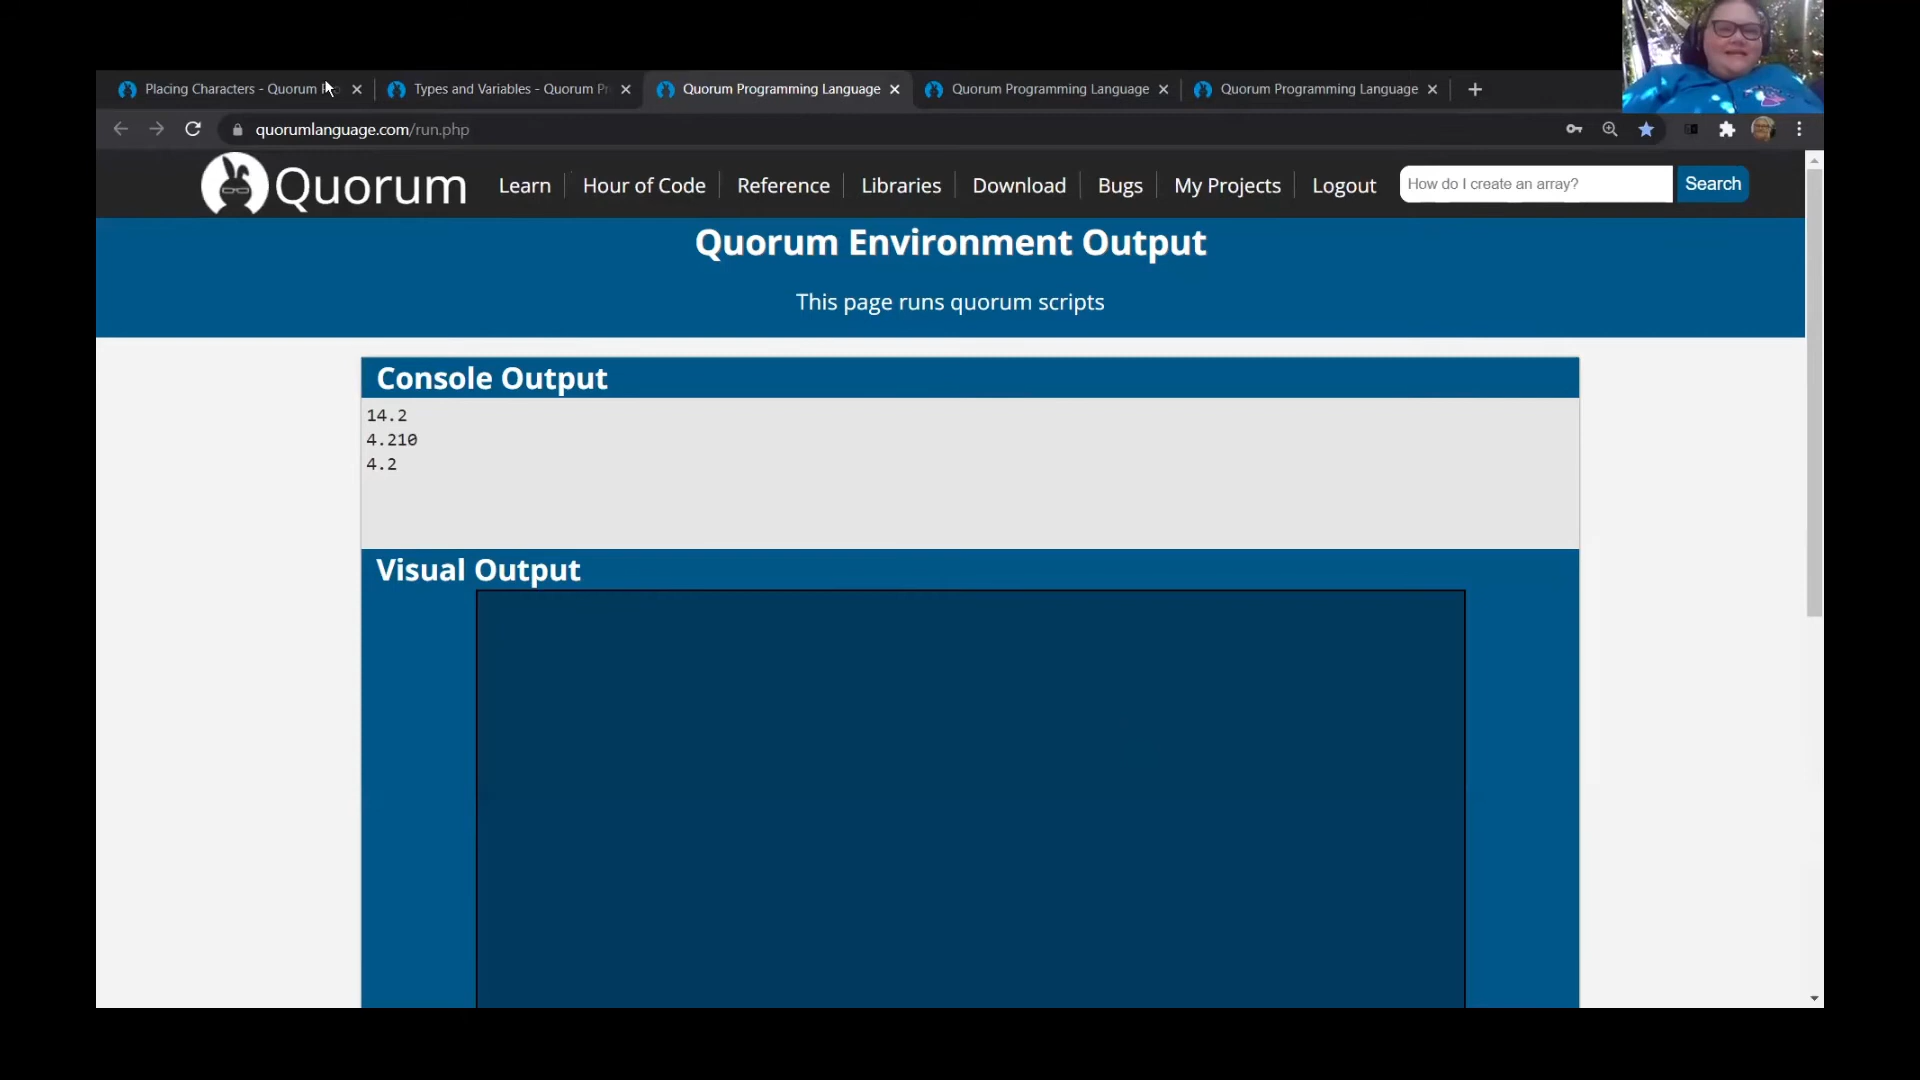 Placing Characters - Quorum
Types and Variables - Quorum Pr
Quorum Programming Language
Quorum Programming Language
Quorum Programming Language
quorumlanguage.com/run.php
Quorum
Learn
Hour of Code
Reference
Libraries
Download
Bugs
My Projects
Logout
How do I create an array?
Search
Quorum Environment Output
This page runs quorum scripts
Console Output
14.2
4.210
4.2
Visual Output